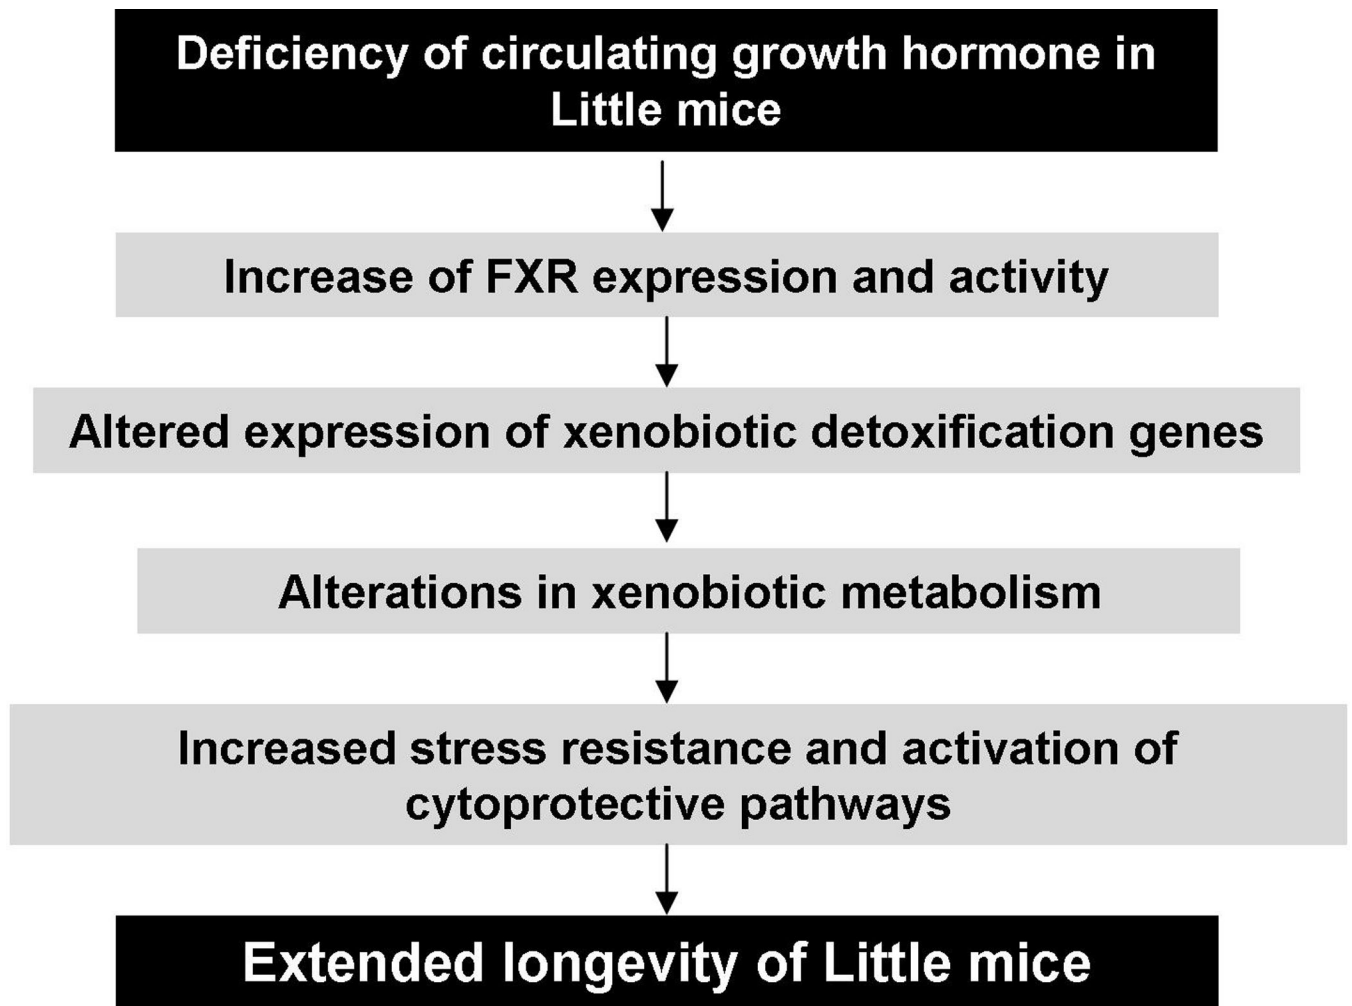 Deficiency of circulating growth hormone in
Little mice
Increase of FXR expression and activity
Altered expression of xenobiotic detoxification genes
Alterations in xenobiotic metabolism
Increased stress resistance and activation of
cytoprotective pathways
Extended longevity of Little mice